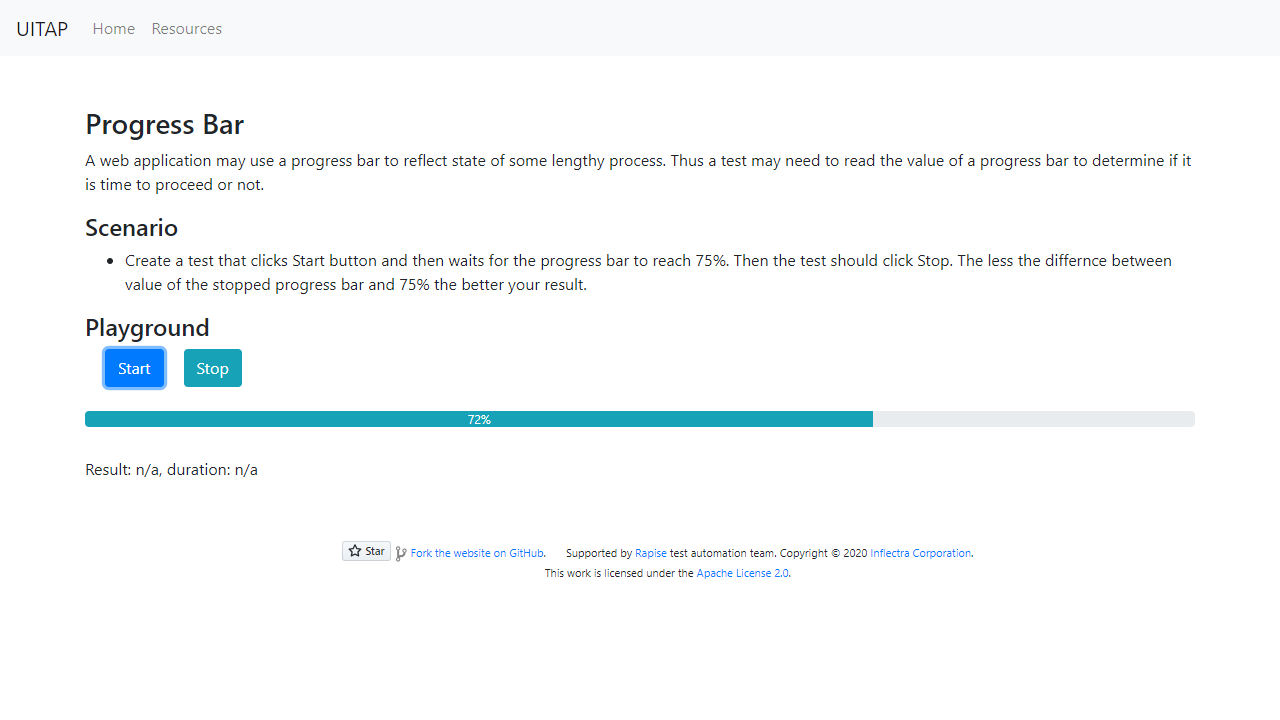 UITAP Home Resources
Progress Bar
A web application may use a progress bar to reflect state of some lengthy process. Thus a test may need to read the value of a progress bar to determine if it
is time to proceed or not.
Scenario
Create a test that clicks Start button and then waits for the progress bar to reach 75%. Then the test should click Stop. The less the differnce between
value of the stopped progress bar and 75% the better your result.
Playground
Start Stop
72%
Result: n/a, duration: n/a
Star Fork the website on GitHub. Supported by Rapise test automation team. Copyright © 2020 Inflectra Corporation.
This work is licensed under the Apache License 2.0.